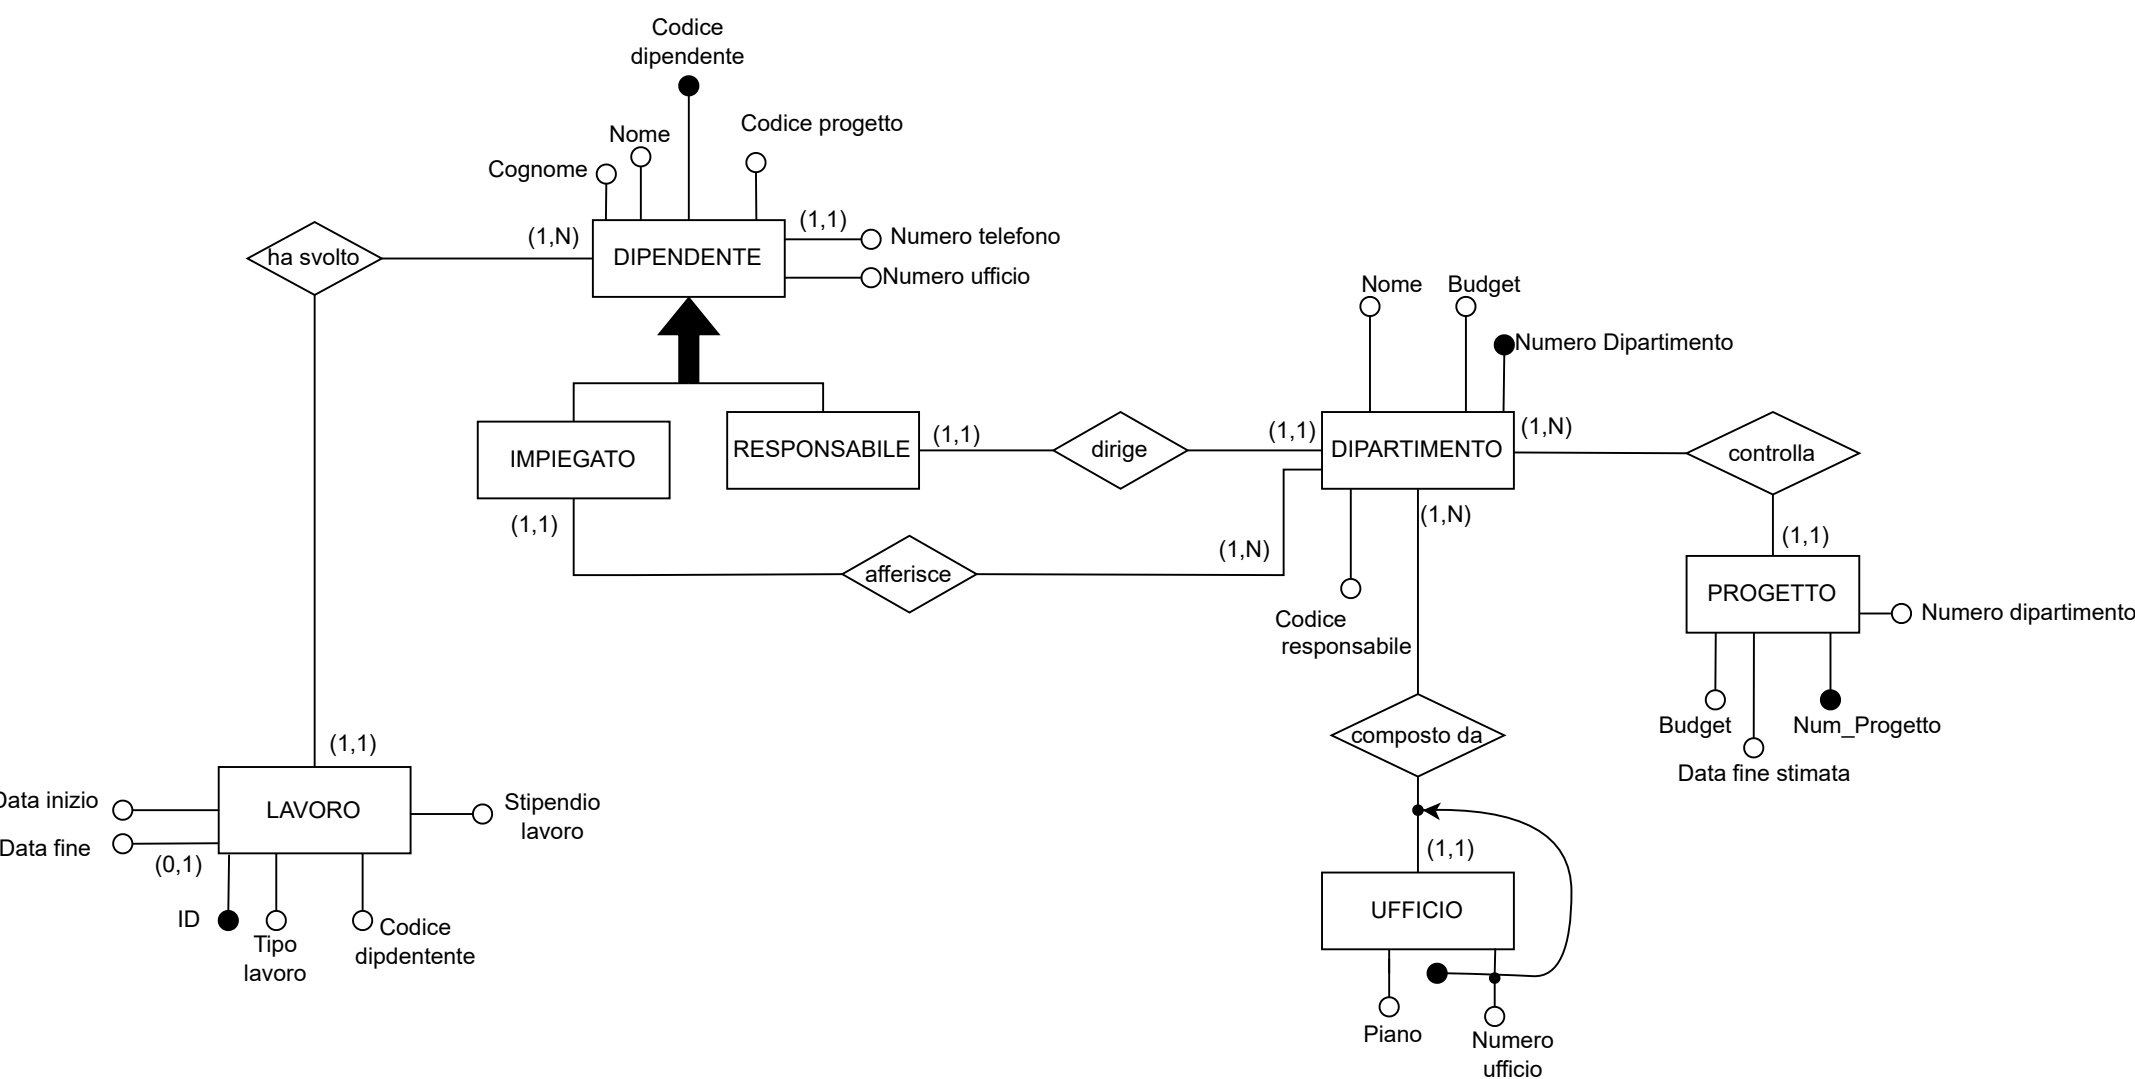 Codice
dipendente
Nome
Codice progetto
Cognome
(1,1)
(1,N)
Numero telefono
ha svolto
DIPENDENTE
Numero ufficio
Nome
Budget
Numero Dipartimento
(1,1)
(1,1)
(1,N)
IMPIEGATO
RESPONSABILE
dirige
DIPARTIMENTO
controlla
(1,1)
(1,N)
(1,N)
(1,1)
afferisce
PROGETTO
Codice
responsabile
Numero dipartimento
Budget
Num_Progetto
Data fine stimata
composto da
(1,1)
Data inizio
LAVORO
Stipendio
lavoro
Data fine
(0,1)
(1,1)
ID
Tipo
lavoro
Codice
dipdentente
UFFICIO
Piano
Numero
ufficio